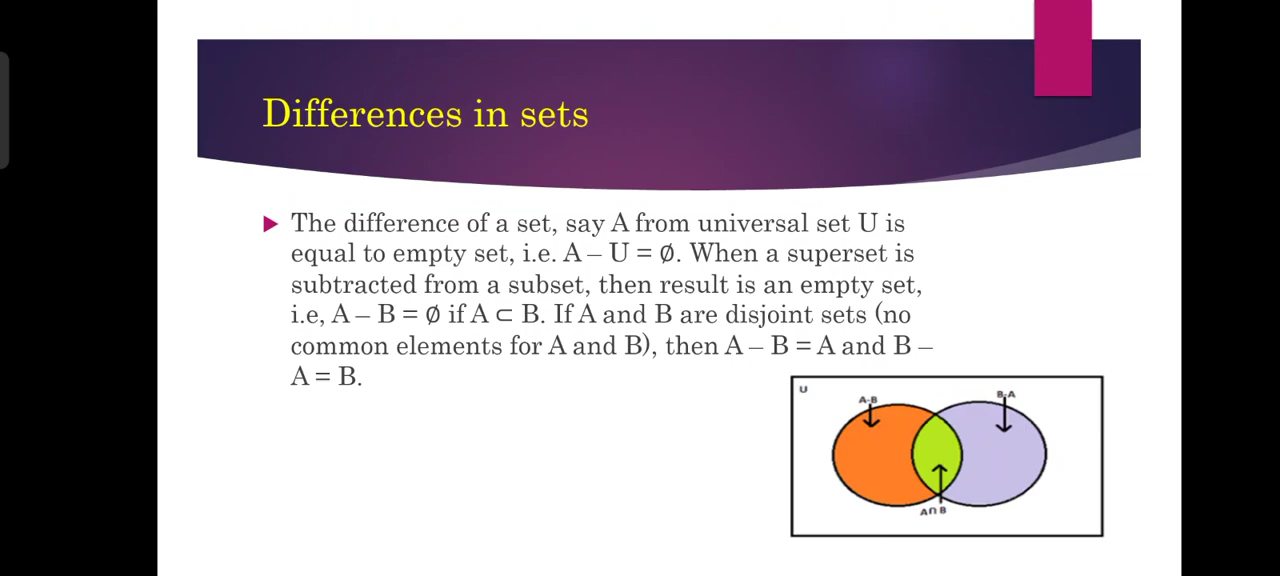 Differences in sets
The difference of a set, say A from universal set U is
equal to empty set, i.e. A – U = ∅. When a superset is
subtracted from a subset, then result is an empty set,
i.e, A – B = ∅ if A ⊂ B. If A and B are disjoint sets (no
common elements for A and B), then A – B = A and B –
A = B.
U
A-B
B-A
A∩B